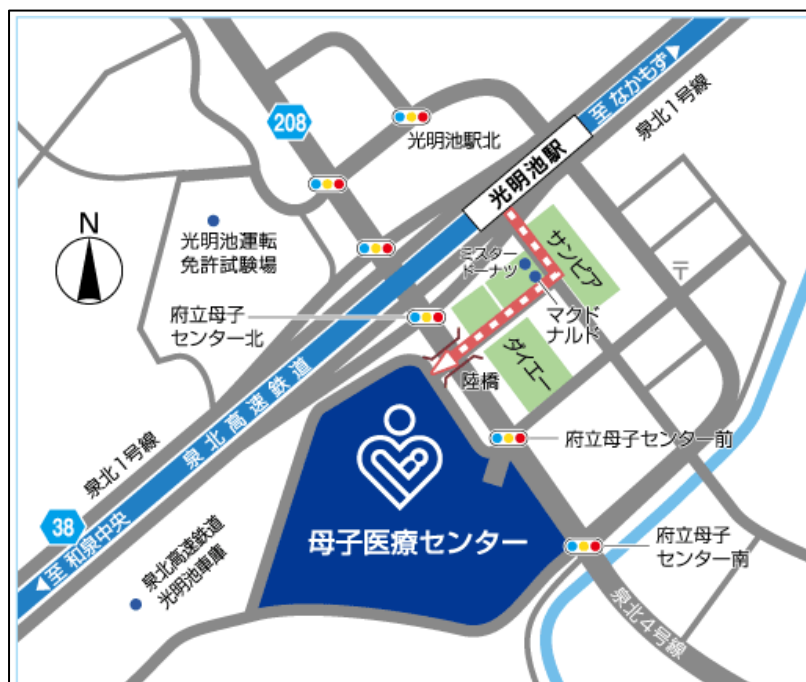 至 なかもず
泉北1号線
208
光明池駅北
光明池駅
N
光明池運転
免許試験場
ミスター
ドーナツ
サンピア
〒
マクド
ナルド
府立母子
センター北
ダイエー
陸橋
泉北高速鉄道
府立母子センター前
泉北1号線
38
至 和泉中央
母子医療センター
泉北高速鉄道
光明池車庫
府立母子
センター南
泉北4号線